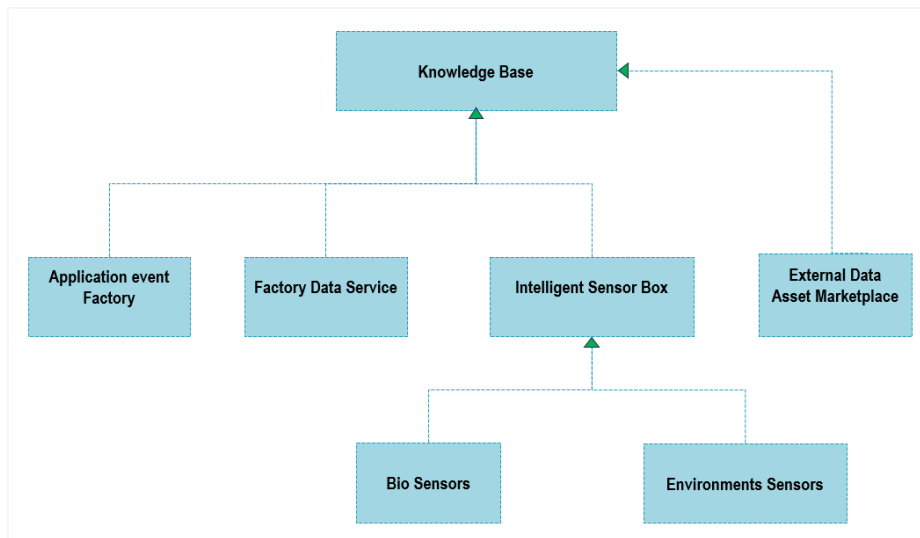 Knowledge Base
Application event
Factory
Factory Data Service
Intelligent Sensor Box
External Data
Asset Marketplace
Bio Sensors
Environments Sensors